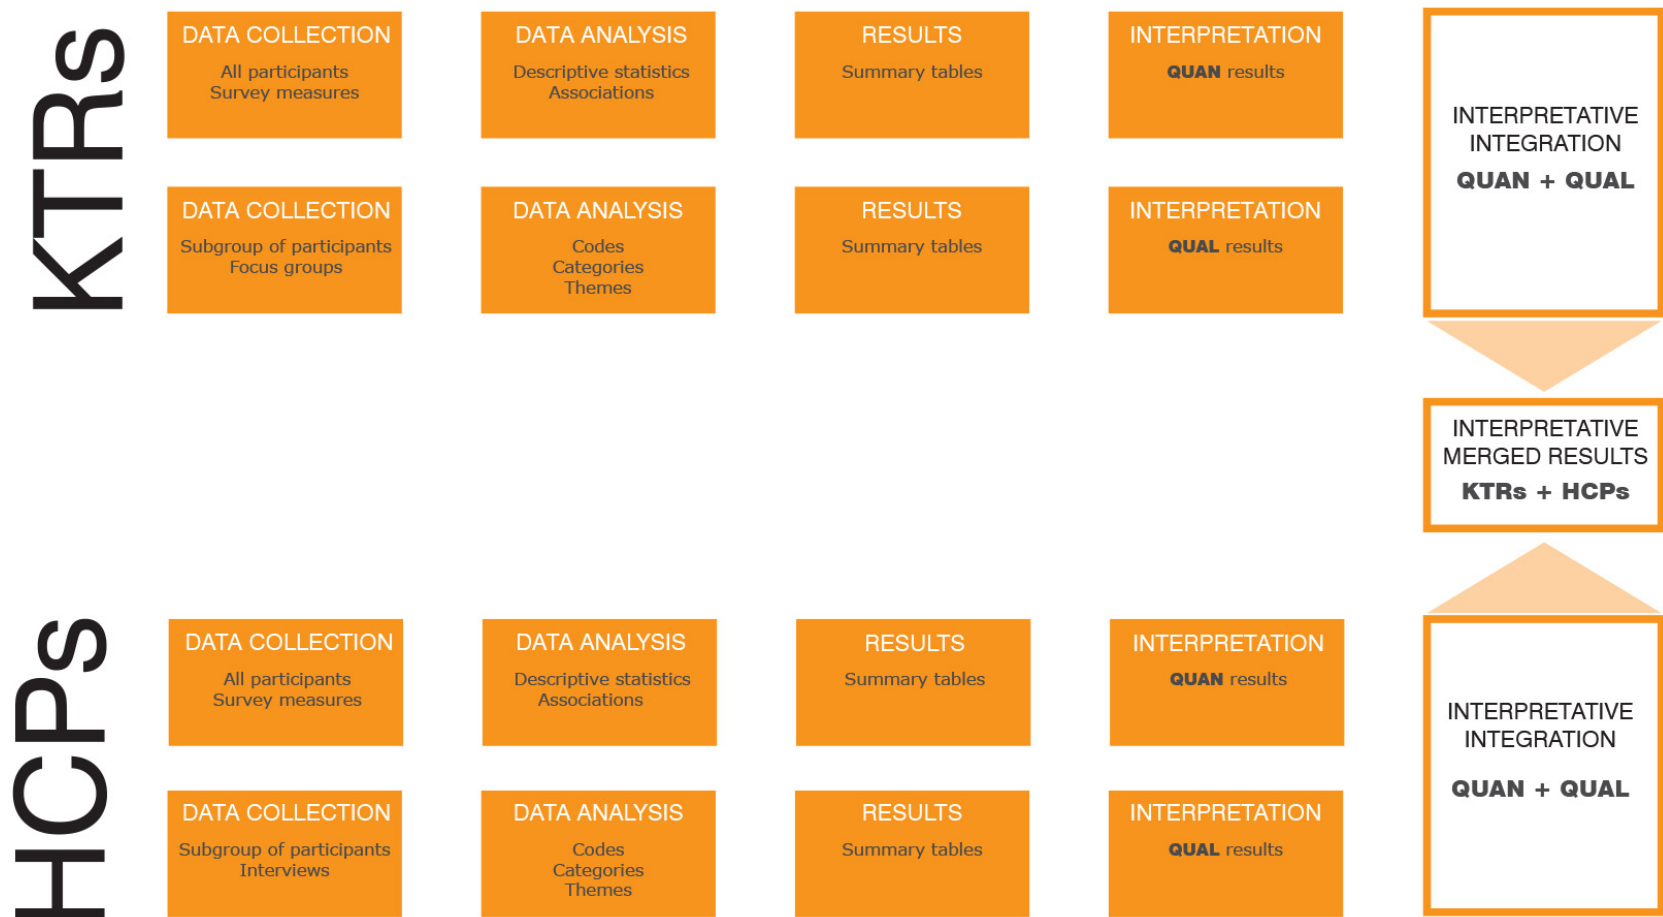 KTRs
DATA COLLECTION
All participants
Survey measures
DATA ANALYSIS
Descriptive statistics
Associations
RESULTS
Summary tables
INTERPRETATION
QUAN results
DATA COLLECTION
Subgroup of participants
Focus groups
DATA ANALYSIS
Codes
Categories
Themes
RESULTS
Summary tables
INTERPRETATION
QUAL results
INTERPRETATIVE
INTEGRATION
QUAN + QUAL
INTERPRETATIVE
MERGED RESULTS
KTRs + HCPs
HCPs
DATA COLLECTION
All participants
Survey measures
DATA ANALYSIS
Descriptive statistics
Associations
RESULTS
Summary tables
INTERPRETATION
QUAN results
DATA COLLECTION
Subgroup of participants
Interviews
DATA ANALYSIS
Codes
Categories
Themes
RESULTS
Summary tables
INTERPRETATION
QUAL results
INTERPRETATIVE
INTEGRATION
QUAN + QUAL